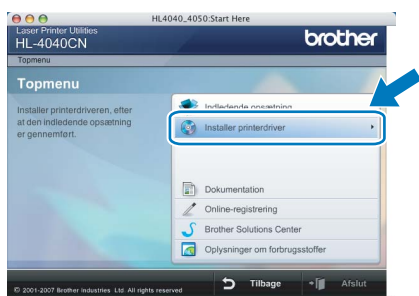 HL4040_4050:Start Here
Laser Printer Utilities
HL-4040CN
brother
Topmenu
Topmenu
Installer printerdriveren, efter
at den indledende opsætning
er gennemført.
Indledende opsætning
Installer printerdriver
Dokumentation
Online-registrering
Brother Solutions Center
Oplysninger om forbrugsstoffer
© 2001-2007 Brother Industries Ltd. All rights reserved
Tilbage
Afslut